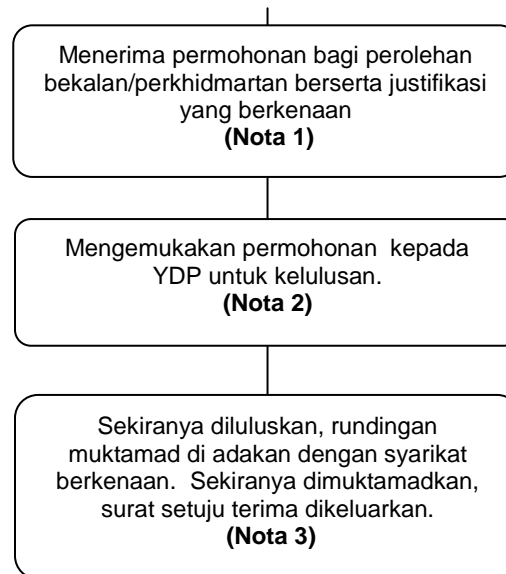 Menerima permohonan bagi perolehan
bekalan/perkhidmartan berserta justifikasi
yang berkenaan
(Nota 1)
Mengemukakan permohonan kepada
YDP untuk kelulusan.
(Nota 2)
Sekiranya diluluskan, rundingan
muktamad di adakan dengan syarikat
berkenaan. Sekiranya dimuktamadkan,
surat setuju terima dikeluarkan.
(Nota 3)